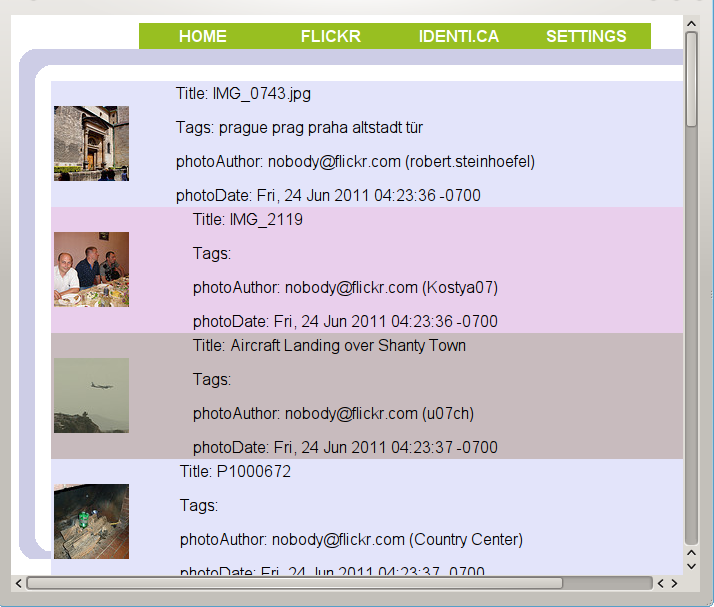 HOME FLICKR IDENTI.CA SETTINGS
Title: IMG_0743.jpg
Tags: prague prag praha altstadt tür
photoAuthor: nobody@flickr.com (robert.steinhoefel)
photoDate: Fri, 24 Jun 2011 04:23:36 -0700
Title: IMG_2119
Tags:
photoAuthor: nobody@flickr.com (Kostya07)
photoDate: Fri, 24 Jun 2011 04:23:36 -0700
Title: Aircraft Landing over Shanty Town
Tags:
photoAuthor: nobody@flickr.com (u07ch)
photoDate: Fri, 24 Jun 2011 04:23:37 -0700
Title: P1000672
Tags:
photoAuthor: nobody@flickr.com (Country Center)
photoDate: Fri, 24 Jun 2011 04:23:37 -0700